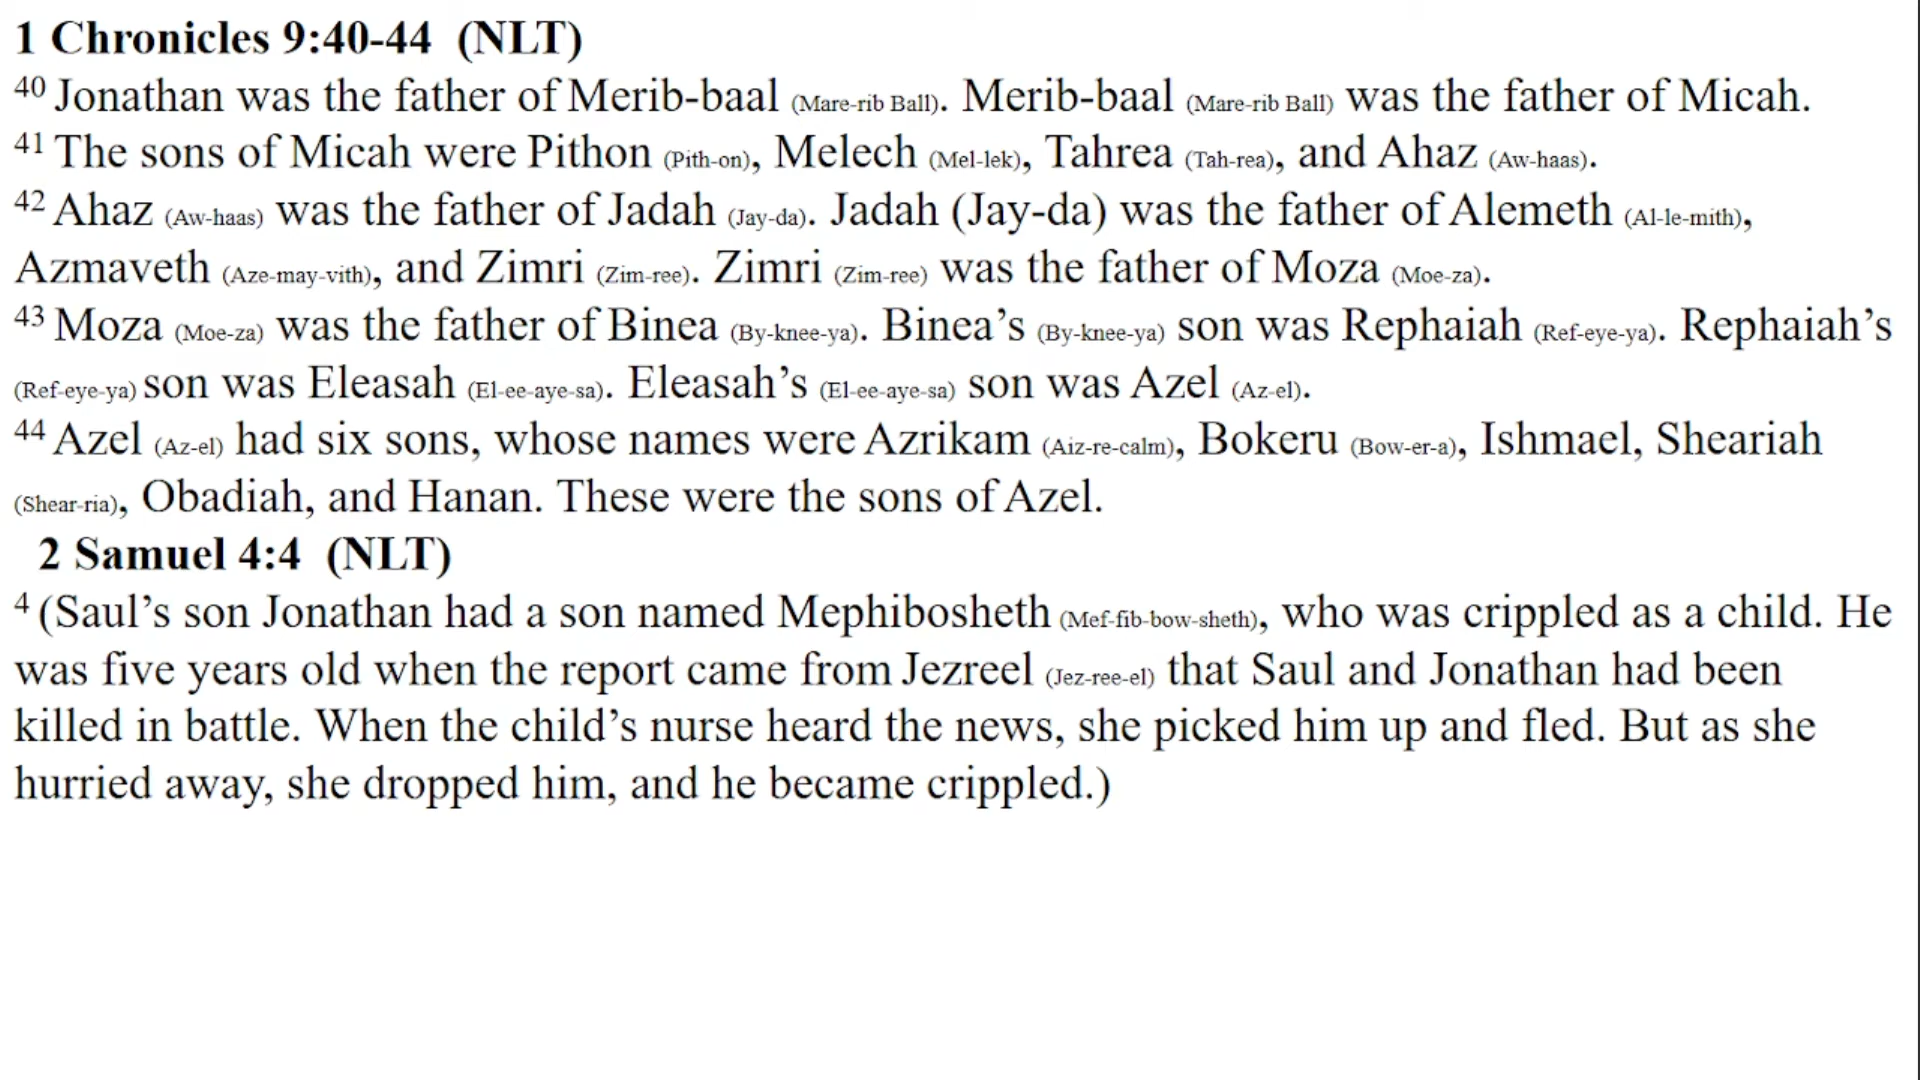 1 Chronicles 9:40-44 (NLT)
40 Jonathan was the father of Merib-baal (Mare-rib Ball). Merib-baal (Mare-rib Ball) was the father of Micah.
41 The sons of Micah were Pithon (Pith-on), Melech (Mel-lek), Tahrea (Tah-rea), and Ahaz (Aw-haas).
42 Ahaz (Aw-haas) was the father of Jadah (Jay-da). Jadah (Jay-da) was the father of Alemeth (Al-le-mith),
Azmaveth (Aze-may-vith), and Zimri (Zim-ree). Zimri (Zim-ree) was the father of Moza (Moe-za).
43 Moza (Moe-za) was the father of Binea (By-knee-ya). Binea’s (By-knee-ya) son was Rephaiah (Ref-eye-ya). Rephaiah’s
(Ref-eye-ya) son was Eleasah (El-ee-aye-sa). Eleasah’s (El-ee-aye-sa) son was Azel (Az-el).
44 Azel (Az-el) had six sons, whose names were Azrikam (Aiz-re-calm), Bokeru (Bow-er-a), Ishmael, Sheariah
(Shear-ria), Obadiah, and Hanan. These were the sons of Azel.
2 Samuel 4:4 (NLT)
4 (Saul’s son Jonathan had a son named Mephibosheth (Mef-fib-bow-sheth), who was crippled as a child. He
was five years old when the report came from Jezreel (Jez-ree-el) that Saul and Jonathan had been
killed in battle. When the child’s nurse heard the news, she picked him up and fled. But as she
hurried away, she dropped him, and he became crippled.)